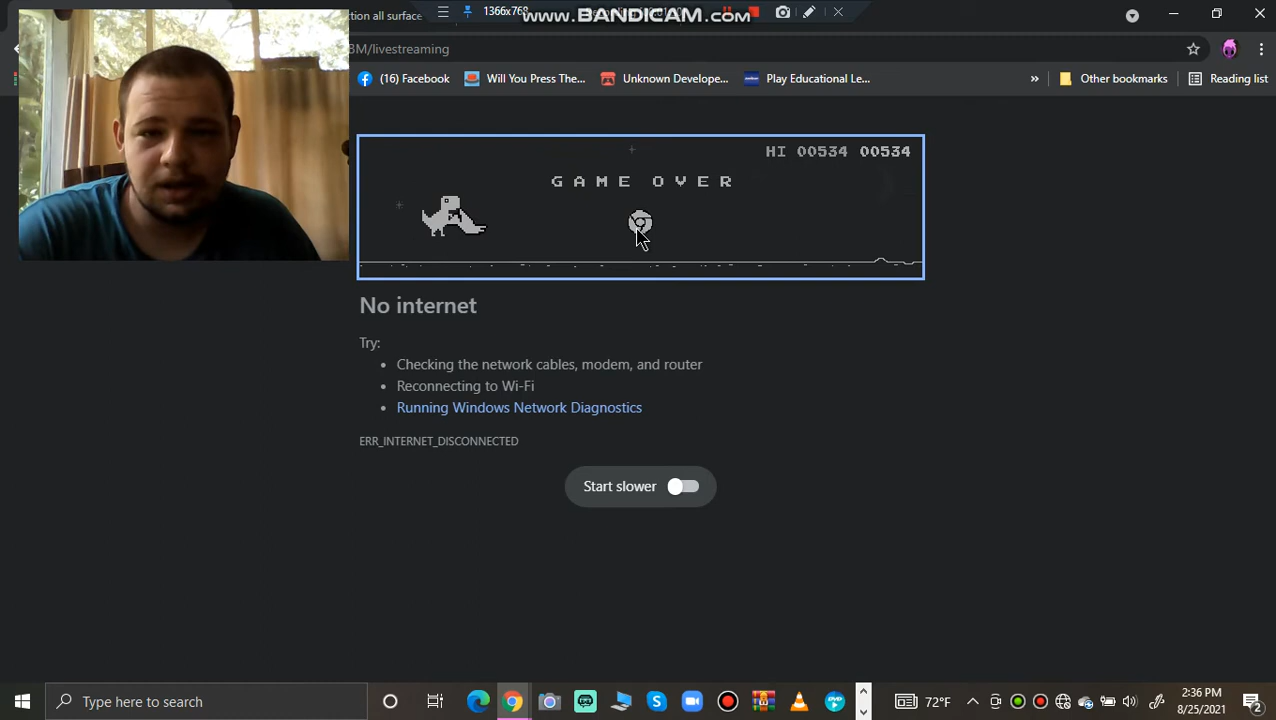 tion all surface
1366x768
www.BANDICAM.com
3M/livestreaming
(16) Facebook
Will You Press The...
Unknown Develop...
Play Educational Le...
»
Other bookmarks
Reading list
HI 00534 00534
GAME OVER
No internet
Try:
• Checking the network cables, modem, and router
• Reconnecting to Wi-Fi
• Running Windows Network Diagnostics
ERR_INTERNET_DISCONNECTED
Start slower
Type here to search
72°F
2:36 PM
8/25/2021